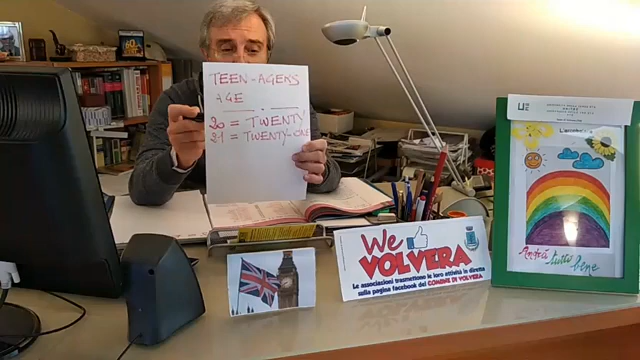 TEEN-AGERS
AGE
20 = TWENTY
21 = TWENTY-ONE
We
VOLVERA
Le associazioni trasmettono le loro attività in diretta
sulla pagina facebook del COMUNE DI VOLVERA
Andrà tutto bene
60